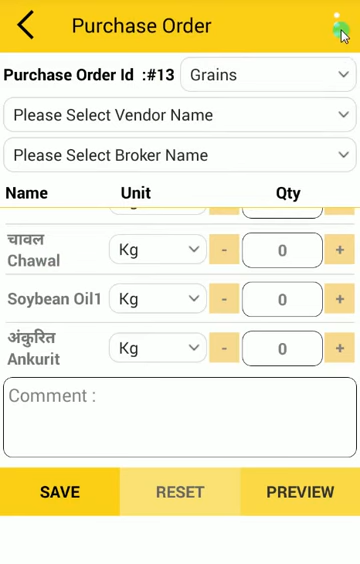 Purchase Order
Purchase Order Id :#13 Grains
Please Select Vendor Name
Please Select Broker Name
Name Unit Qty
चावल
Chawal Kg - 0 +
Soybean Oil1 Kg - 0 +
अंकुरित
Ankurit Kg - 0 +
Comment :
SAVE RESET PREVIEW